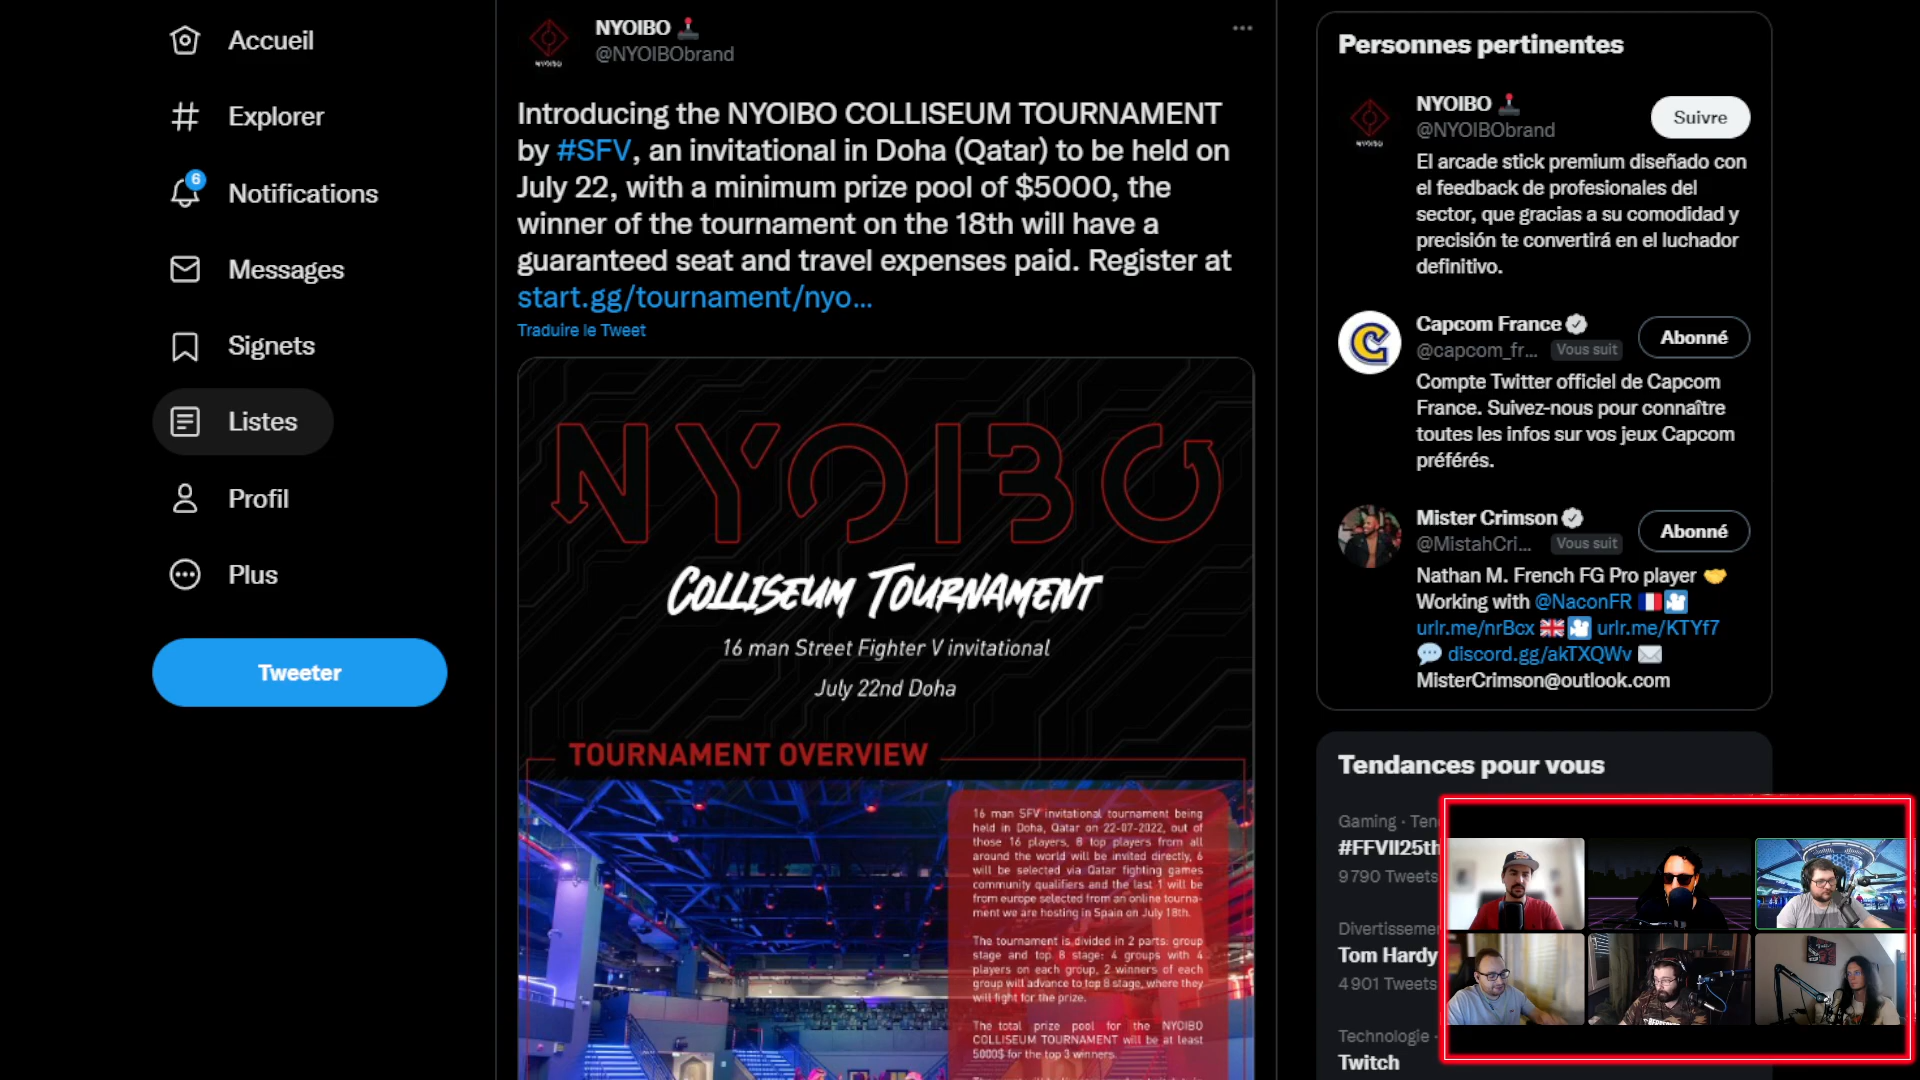 Accueil
Explorer
6
Notifications
Messages
Signets
Listes
Profil
Plus
Tweeter
NYOIBO
NYOIBO
@NYOIBObrand
Introducing the NYOIBO COLLISEUM TOURNAMENT
by #SFV, an invitational in Doha (Qatar) to be held on
July 22, with a minimum prize pool of $5000, the
winner of the tournament on the 18th will have a
guaranteed seat and travel expenses paid. Register at
start.gg/tournament/nyo...
Traduire le Tweet
NYOIBO
COLLISEUM TOURNAMENT
16 man Street Fighter V invitational
July 22nd Doha
TOURNAMENT OVERVIEW
16 man SFV invitational tournament being
held in Doha, Qatar on 22-07-2022, out of
those 16 players, 8 top players from all
around the world will be invited directly, 6
will be selected via Qatar fighting games
community qualifiers and the last 1 will be
from europe selected from an online tourna-
ment we are hosting in Spain on July 18th.
The tournament is divided in 2 parts: group
stage and top 8 stage: 4 groups with 4
players on each group, 2 winners of each
group will advance to top 8 stage, where they
will fight for the prize.
The total prize pool for the NYOIBO
COLLISEUM TOURNAMENT will be at least
5000$ for the top 3 winners.
Personnes pertinentes
NYOIBO
NYOIBO
@NYOIBObrand
Suivre
El arcade stick premium diseñado con
el feedback de profesionales del
sector, que gracias a su comodidad y
precisión te convertirá en el luchador
definitivo.
Capcom France
@capcom_fr... Vous suit
Abonné
Compte Twitter officiel de Capcom
France. Suivez-nous pour connaître
toutes les infos sur vos jeux Capcom
préférés.
Mister Crimson
@MistahCri... Vous suit
Abonné
Nathan M. French FG Pro player
Working with @NaconFR
urlr.me/nrBcx urlr.me/KTYf7
discord.gg/akTXQWv
MisterCrimson@outlook.com
Tendances pour vous
Gaming · Ten
#FFVII25th
9 790 Tweets
Divertissemen
Tom Hardy
4 901 Tweets
Technologie ·
Twitch